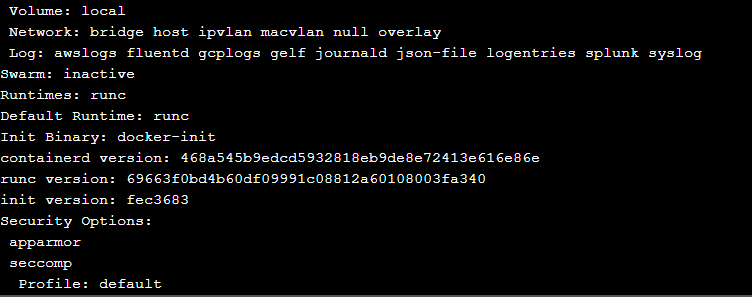 Volume: local
Network: bridge host ipvlan macvlan null overlay
Log: awslogs fluentd gcplogs gelf journald json-file logentries splunk syslog
Swarm: inactive
Runtimes: runc
Default Runtime: runc
Init Binary: docker-init
containerd version: 468a545b9edcd5932818eb9de8e72413e616e86e
runc version: 69663f0bd4b60df09991c08812a60108003fa340
init version: fec3683
Security Options:
apparmor
seccomp
Profile: default